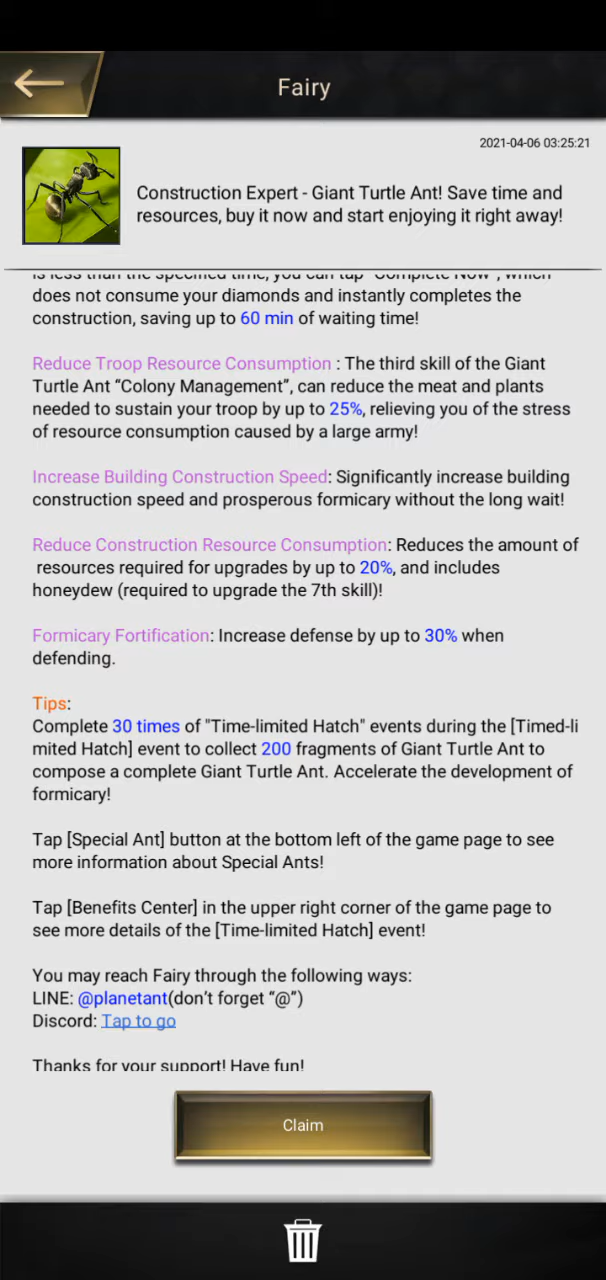 Fairy
2021-04-06 03:25:21
Construction Expert - Giant Turtle Ant! Save time and
resources, buy it now and start enjoying it right away!
is less than the specified time, you can tap "Complete Now", which
does not consume your diamonds and instantly completes the
construction, saving up to 60 min of waiting time!
Reduce Troop Resource Consumption : The third skill of the Giant
Turtle Ant “Colony Management”, can reduce the meat and plants
needed to sustain your troop by up to 25%, relieving you of the stress
of resource consumption caused by a large army!
Increase Building Construction Speed: Significantly increase building
construction speed and prosperous formicary without the long wait!
Reduce Construction Resource Consumption: Reduces the amount of
resources required for upgrades by up to 20%, and includes
honeydew (required to upgrade the 7th skill)!
Formicary Fortification: Increase defense by up to 30% when
defending.
Tips:
Complete 30 times of "Time-limited Hatch" events during the [Timed-li
mited Hatch] event to collect 200 fragments of Giant Turtle Ant to
compose a complete Giant Turtle Ant. Accelerate the development of
formicary!
Tap [Special Ant] button at the bottom left of the game page to see
more information about Special Ants!
Tap [Benefits Center] in the upper right corner of the game page to
see more details of the [Time-limited Hatch] event!
You may reach Fairy through the following ways:
LINE: @planetant(don’t forget “@”)
Discord: Tap to go
Thanks for your support! Have fun!
Claim